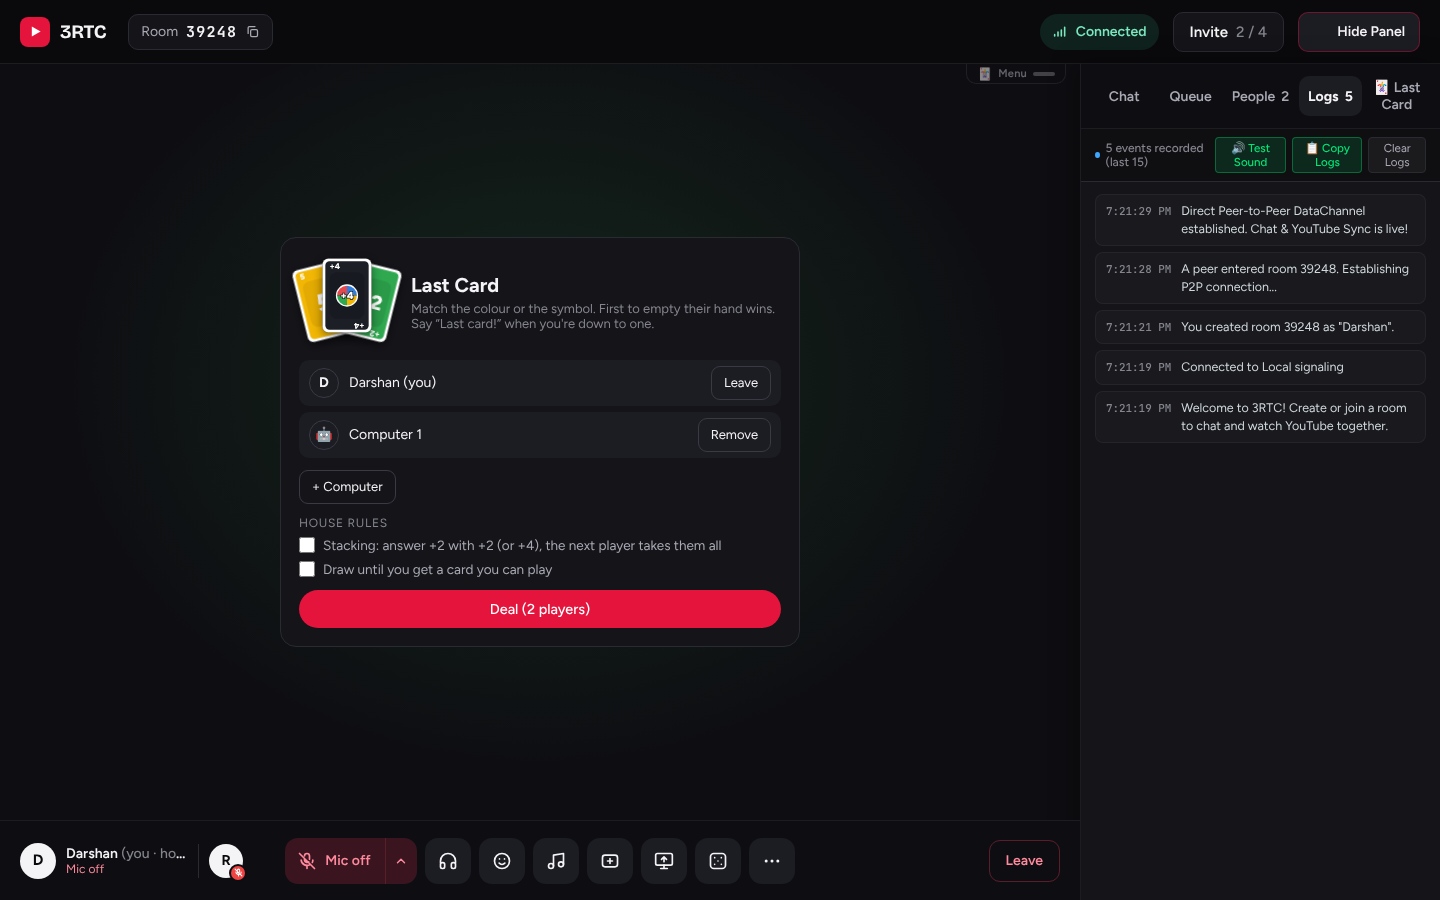 3RTC
Room 39248
Connected
Invite 2 / 4
Hide Panel
Menu
Chat
Queue
People 2
Logs 5
Last
Card
5 events recorded
(last 15)
Test
Sound
Copy
Logs
Clear
Logs
7:21:29 PM Direct Peer-to-Peer DataChannel
established. Chat & YouTube Sync is live!
7:21:28 PM A peer entered room 39248. Establishing
P2P connection...
7:21:21 PM You created room 39248 as "Darshan".
7:21:19 PM Connected to Local signaling
7:21:19 PM Welcome to 3RTC! Create or join a room
to chat and watch YouTube together.
+4
+4
+4
2
+2
Last Card
Match the colour or the symbol. First to empty their hand wins.
Say “Last card!” when you’re down to one.
D Darshan (you) Leave
Computer 1 Remove
+ Computer
HOUSE RULES
Stacking: answer +2 with +2 (or +4), the next player takes them all
Draw until you get a card you can play
Deal (2 players)
D
Darshan (you · ho...
Mic off
R
Mic off
Leave